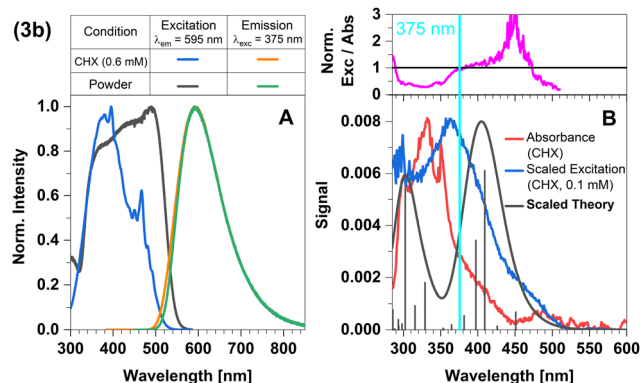 (3b)
Condition Excitation Emission
λem = 595 nm λexc = 375 nm
CHX (0.6 mM)
Powder
A
Norm. Intensity
1.0
0.8
0.6
0.4
0.2
0.0
300 400 500 600 700 800
Wavelength [nm]
375 nm
Norm.
Exc / Abs
3
2
1
0
B
Absorbance
(CHX)
Scaled Excitation
(CHX, 0.1 mM)
Scaled Theory
Signal
0.008
0.006
0.004
0.002
0.000
300 350 400 450 500 550 600
Wavelength [nm]